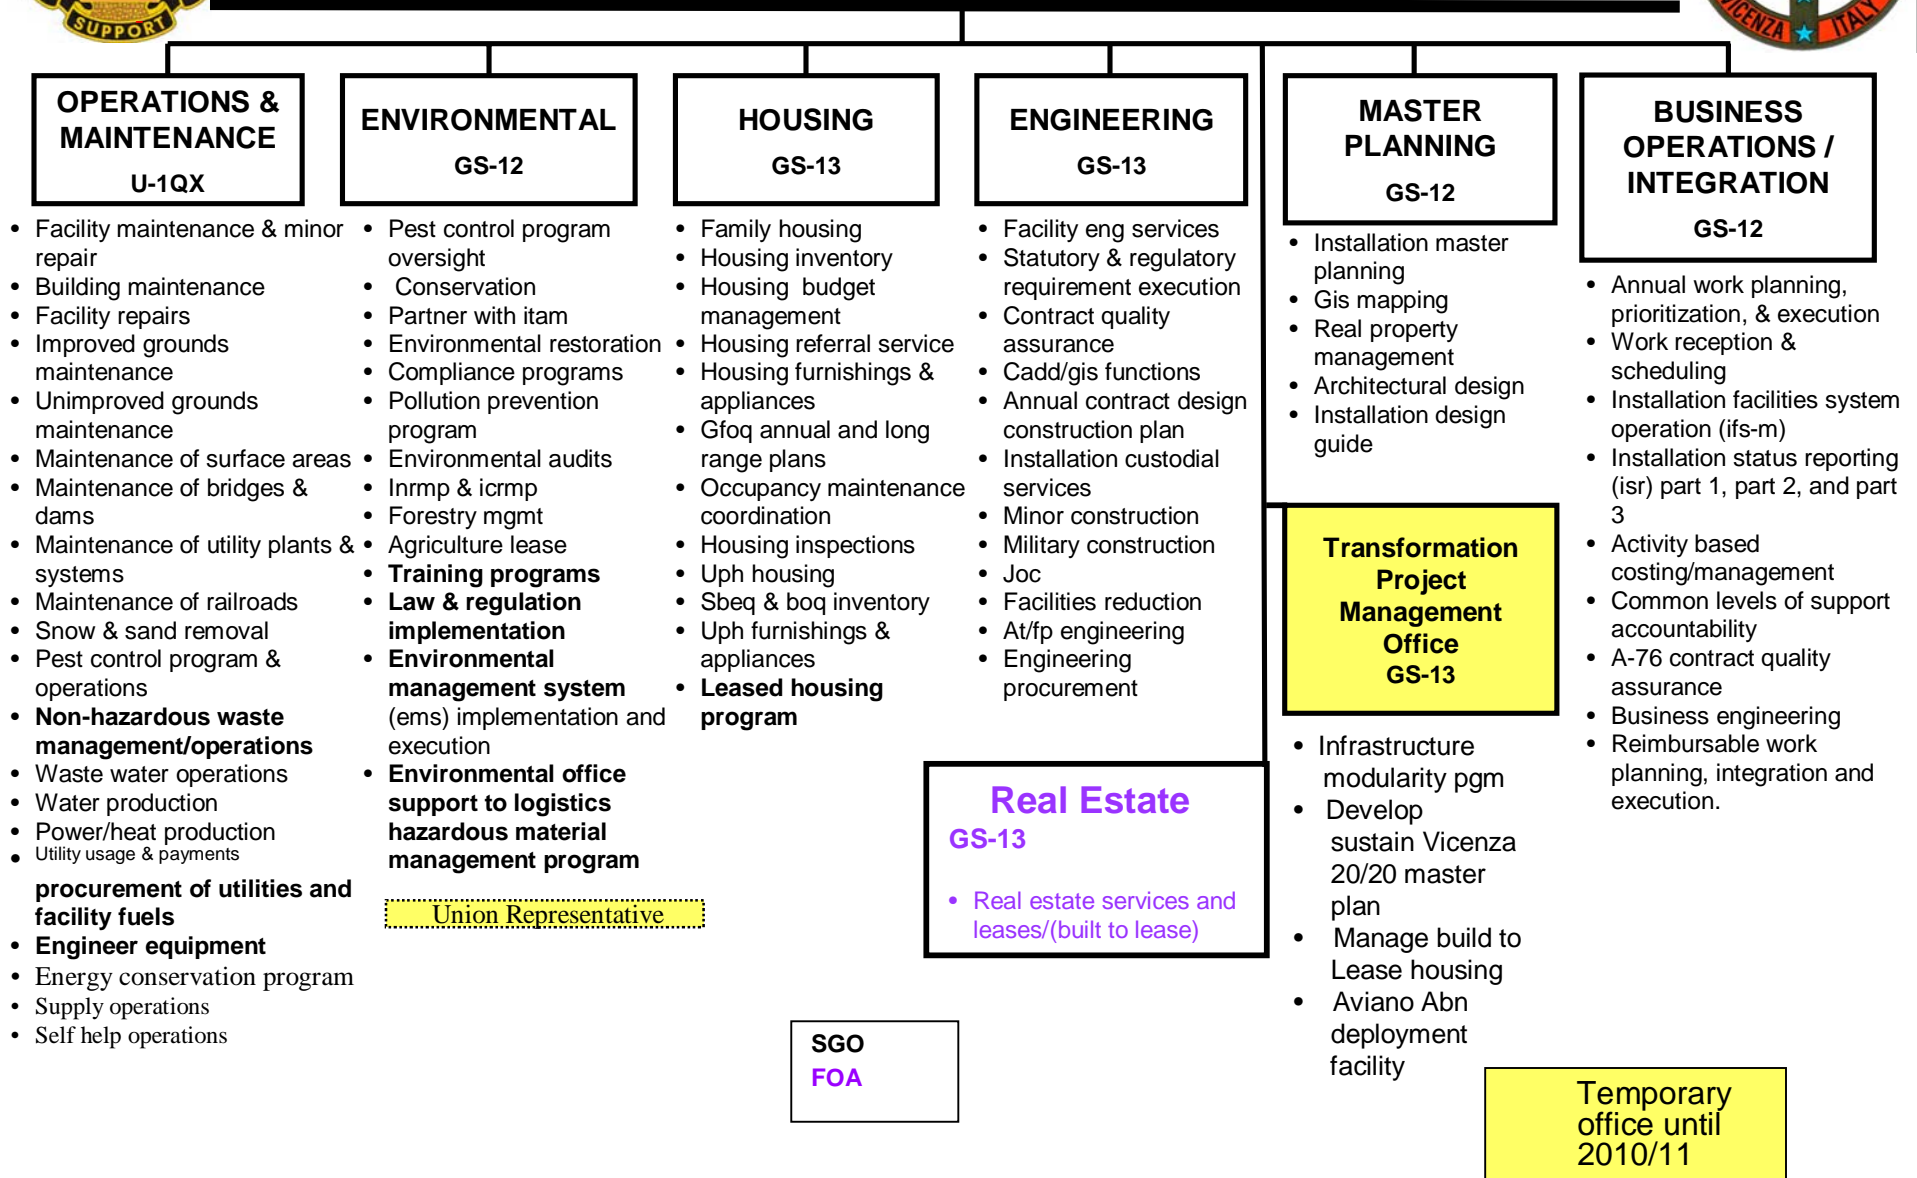 SUPPORT
VICENZA ITALY
OPERATIONS &
MAINTENANCE
U-1QX
• Facility maintenance & minor
repair
• Building maintenance
• Facility repairs
• Improved grounds
maintenance
• Unimproved grounds
maintenance
• Maintenance of surface areas
• Maintenance of bridges &
dams
• Maintenance of utility plants &
systems
• Maintenance of railroads
• Snow & sand removal
• Pest control program &
operations
• Non-hazardous waste
management/operations
• Waste water operations
• Water production
• Power/heat production
• Utility usage & payments
procurement of utilities and
facility fuels
• Engineer equipment
• Energy conservation program
• Supply operations
• Self help operations
ENVIRONMENTAL
GS-12
• Pest control program
oversight
• Conservation
• Partner with itam
• Environmental restoration
• Compliance programs
• Pollution prevention
program
• Environmental audits
• Inrmp & icrmp
• Forestry mgmt
• Agriculture lease
• Training programs
• Law & regulation
implementation
• Environmental
management system
(ems) implementation and
execution
• Environmental office
support to logistics
hazardous material
management program
Union Representative
HOUSING
GS-13
• Family housing
• Housing inventory
• Housing budget
management
• Housing referral service
• Housing furnishings &
appliances
• Gfoq annual and long
range plans
• Occupancy maintenance
coordination
• Housing inspections
• Uph housing
• Sbeq & boq inventory
• Uph furnishings &
appliances
• Leased housing
program
ENGINEERING
GS-13
• Facility eng services
• Statutory & regulatory
requirement execution
• Contract quality
assurance
• Cadd/gis functions
• Annual contract design
construction plan
• Installation custodial
services
• Minor construction
• Military construction
• Joc
• Facilities reduction
• At/fp engineering
• Engineering
procurement
Real Estate
GS-13
• Real estate services and
leases/(built to lease)
SGO
FOA
MASTER
PLANNING
GS-12
• Installation master
planning
• Gis mapping
• Real property
management
• Architectural design
• Installation design
guide
Transformation
Project
Management
Office
GS-13
• Infrastructure
modularity pgm
• Develop
sustain Vicenza
20/20 master
plan
• Manage build to
Lease housing
• Aviano Abn
deployment
facility
BUSINESS
OPERATIONS /
INTEGRATION
GS-12
• Annual work planning,
prioritization, & execution
• Work reception &
scheduling
• Installation facilities system
operation (ifs-m)
• Installation status reporting
(isr) part 1, part 2, and part
3
• Activity based
costing/management
• Common levels of support
accountability
• A-76 contract quality
assurance
• Business engineering
• Reimbursable work
planning, integration and
execution.
Temporary
office until
2010/11